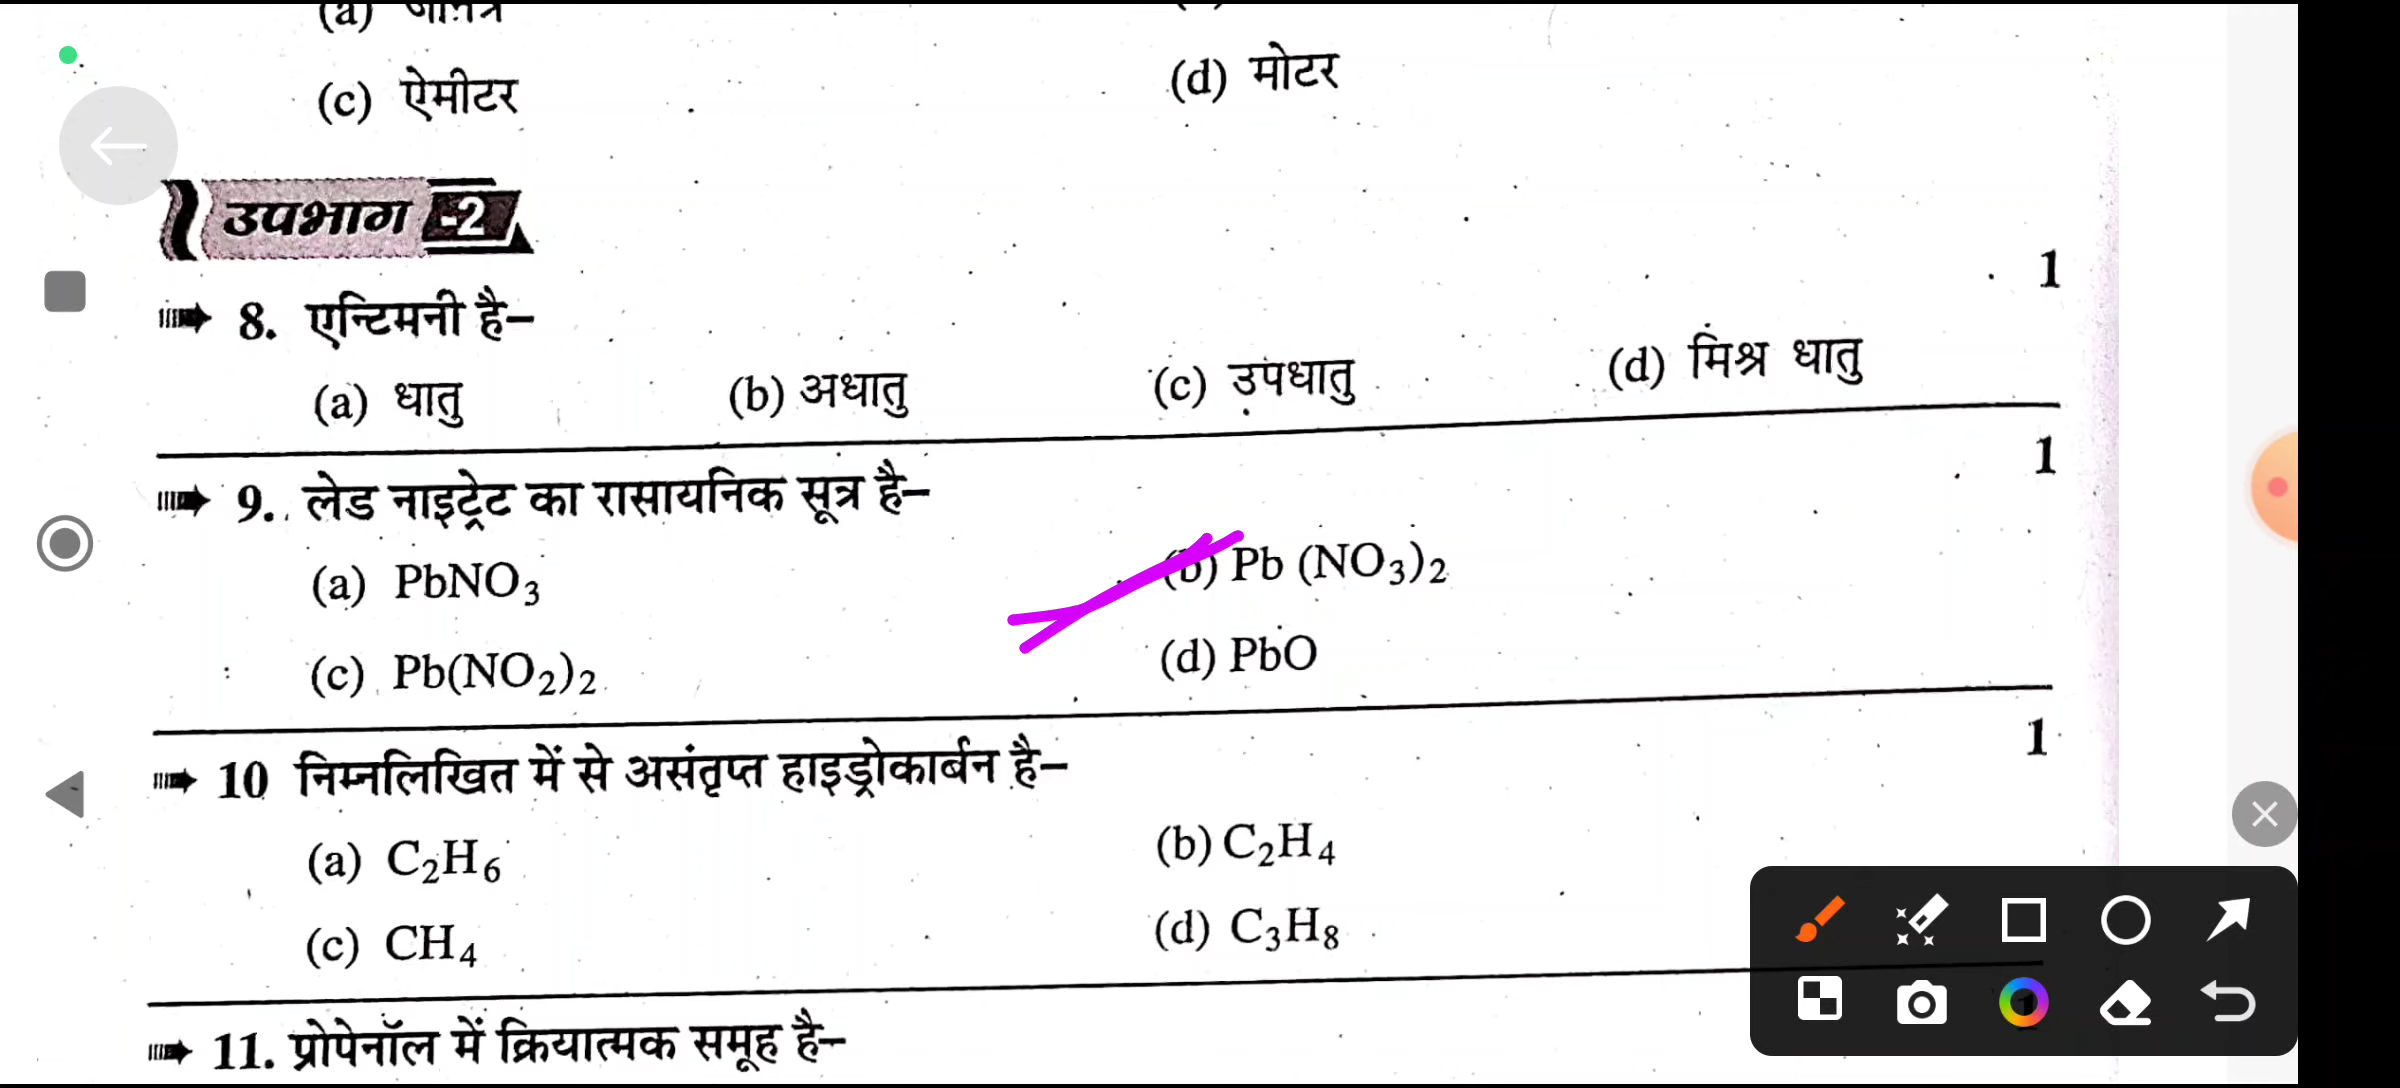 (c) ऐमीटर (d) मोटर
उपभाग -2
1
8. एन्टिमनी है–
(a) धातु (b) अधातु (c) उपधातु (d) मिश्र धातु
1
9. लेड नाइट्रेट का रासायनिक सूत्र है–
(a) PbNO3 (b) Pb (NO3)2
(c) Pb(NO2)2 (d) PbO
1
10 निम्नलिखित में से असंतृप्त हाइड्रोकार्बन है–
(a) C2H6 (b) C2H4
(c) CH4 (d) C3H8
11. प्रोपेनॉल में क्रियात्मक समूह है–